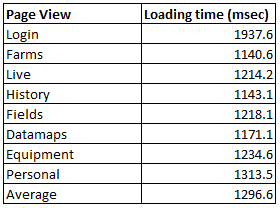 Page View Loading time (msec)
Login 1937.6
Farms 1140.6
Live 1214.2
History 1143.1
Fields 1218.1
Datamaps 1171.1
Equipment 1234.6
Personal 1313.5
Average 1296.6